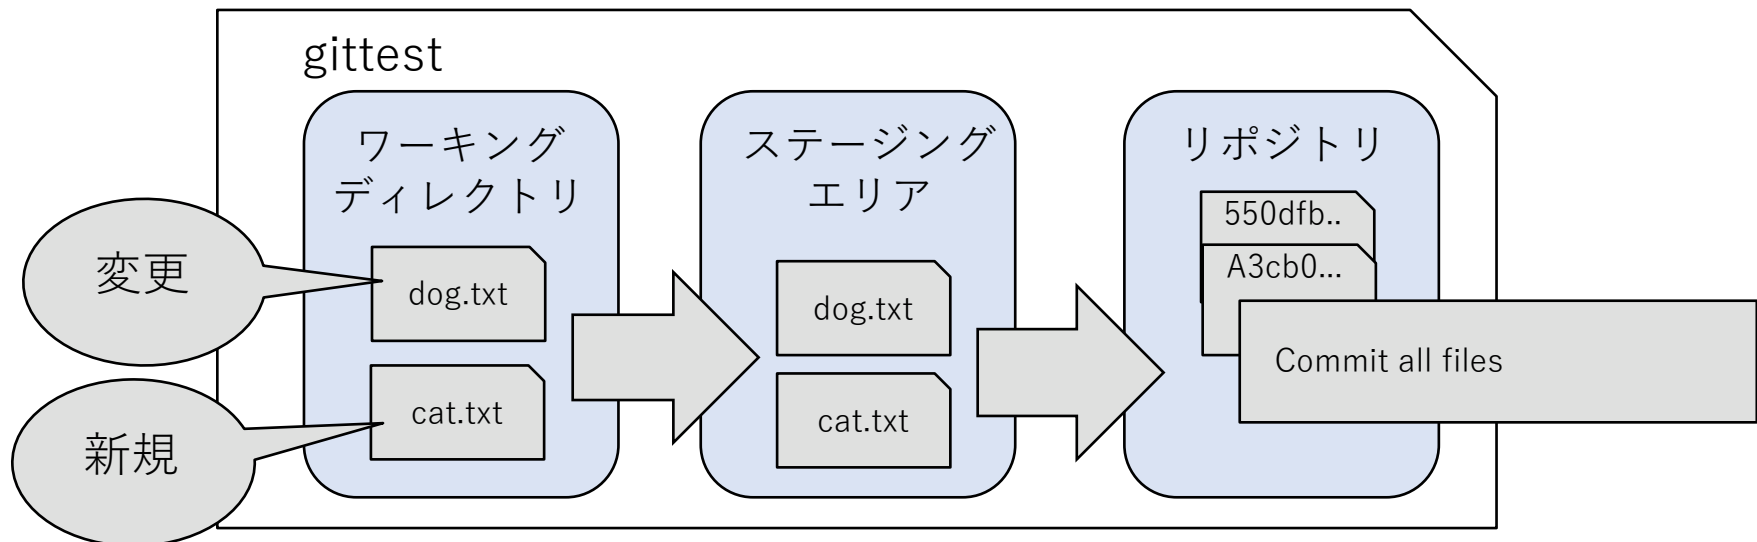 gittest
ワーキング
ディレクトリ
ステージング
エリア
リポジトリ
変更
dog.txt
新規
cat.txt
dog.txt
cat.txt
550dfb..
A3cb0...
Commit all files